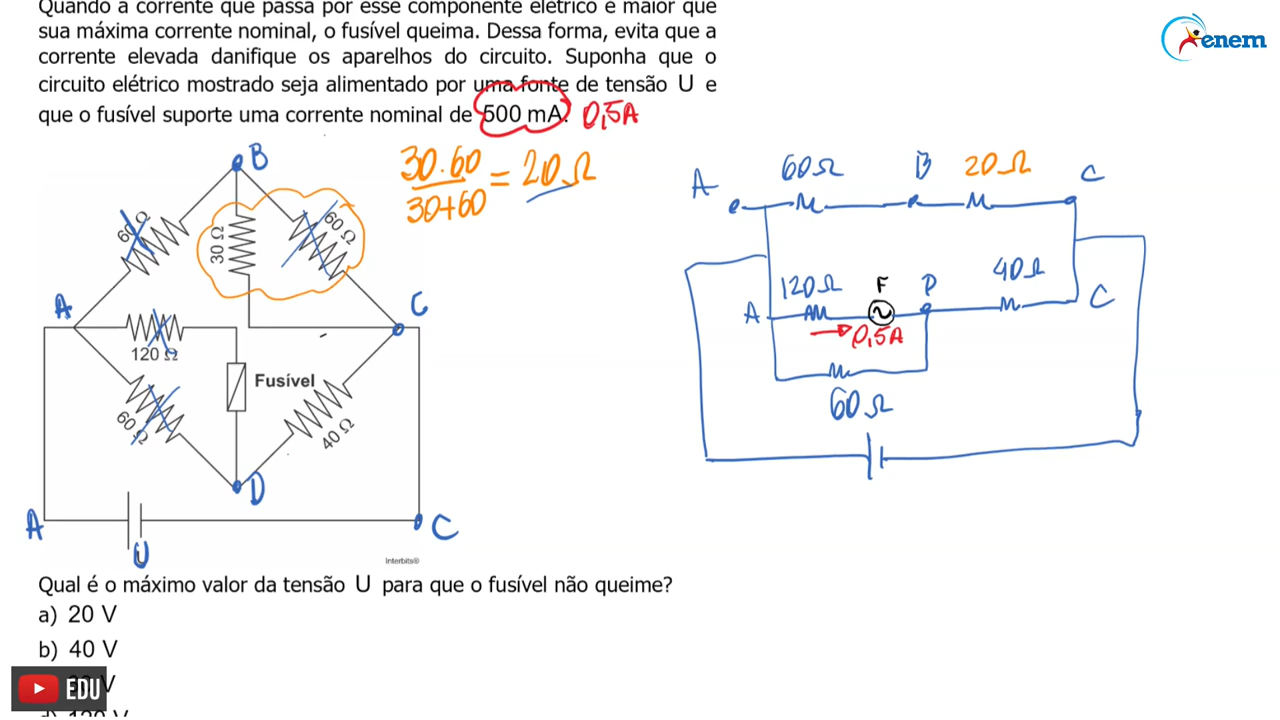 Quando a corrente que passa por esse componente elétrico é maior que
sua máxima corrente nominal, o fusível queima. Dessa forma, evita que a
corrente elevada danifique os aparelhos do circuito. Suponha que o
circuito elétrico mostrado seja alimentado por uma fonte de tensão U e
que o fusível suporte uma corrente nominal de 500 mA. 0,5A
enem
B
30.60
30+60
= 20Ω
60 Ω
30 Ω
60 Ω
A
C
120 Ω
Fusível
60 Ω
40 Ω
D
A
U
C
Interbits®
A
60Ω
B
20Ω
C
120Ω
F
D
40Ω
A
C
0,5A
60Ω
Qual é o máximo valor da tensão U para que o fusível não queime?
a) 20 V
b) 40 V
V
EDU
d) 120 V